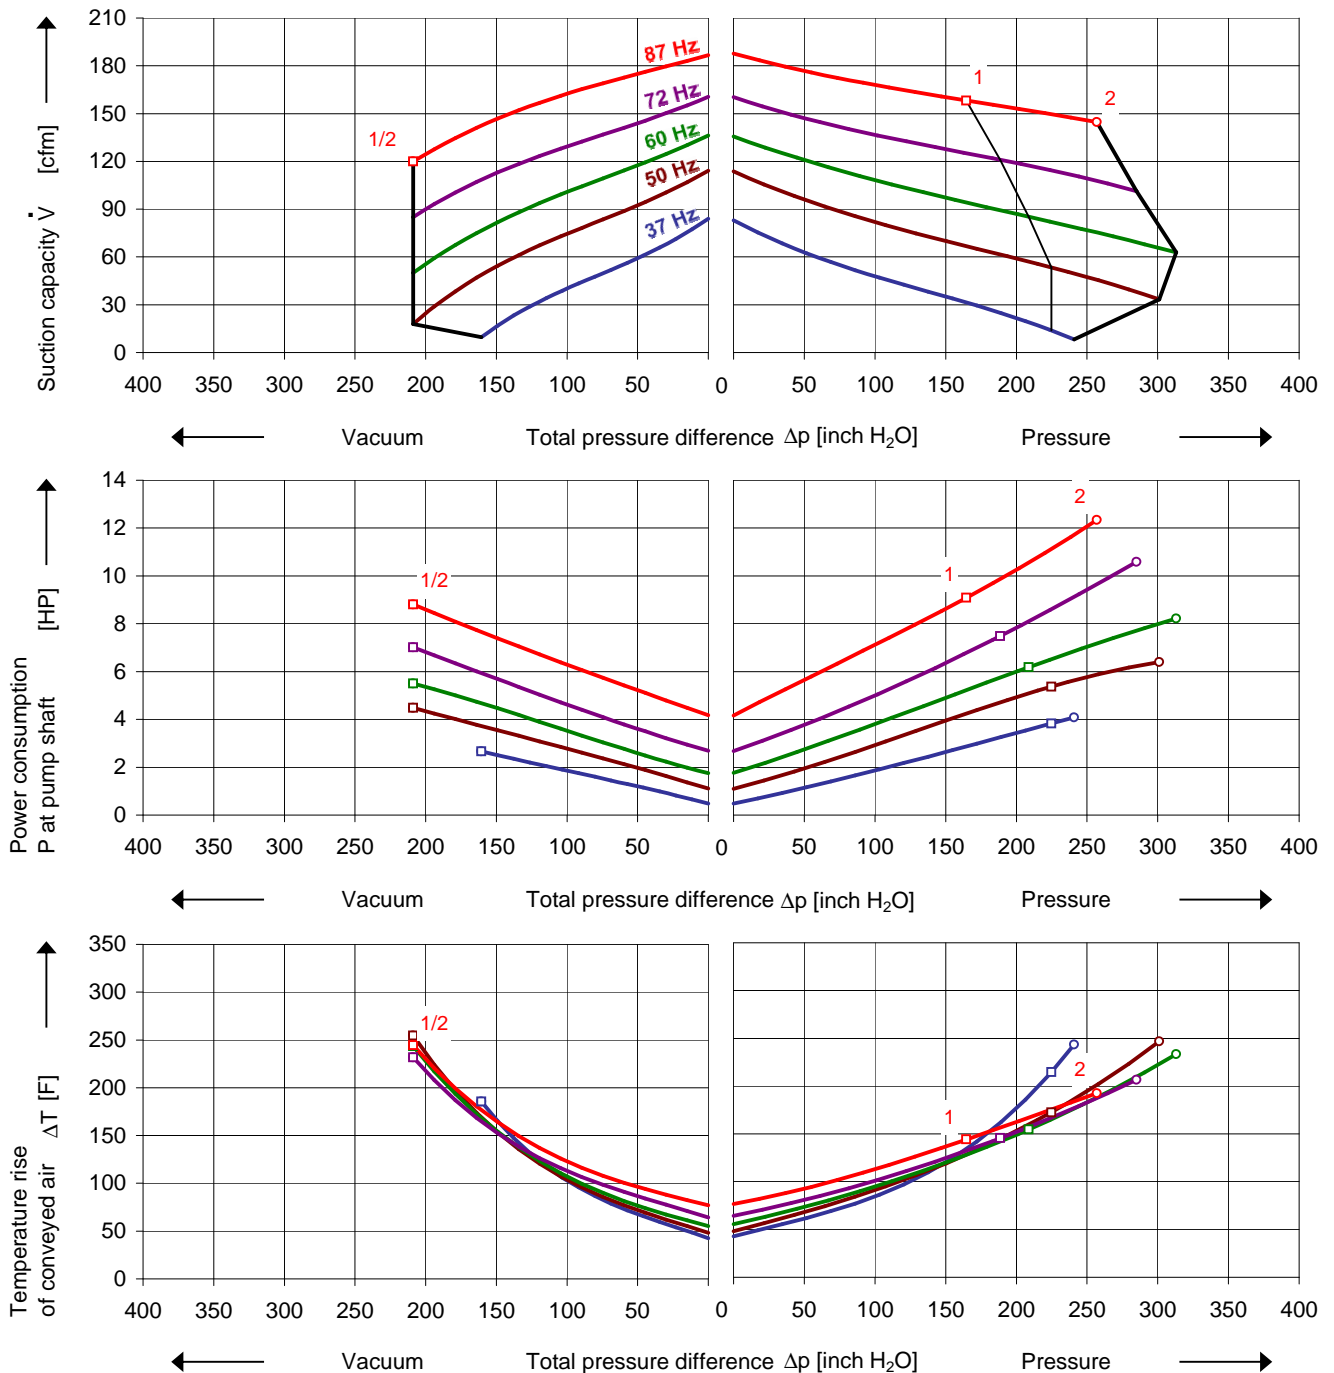 210
180
150
120
90
60
30
0
Suction capacity V̇ [cfm]
87 Hz
72 Hz
60 Hz
50 Hz
37 Hz
1/2
1
2
400 350 300 250 200 150 100 50 0 50 100 150 200 250 300 350 400
Vacuum Total pressure difference Δp [inch H₂O] Pressure
14
12
10
8
6
4
2
0
Power consumption
P at pump shaft [HP]
1/2
1
2
400 350 300 250 200 150 100 50 0 50 100 150 200 250 300 350 400
Vacuum Total pressure difference Δp [inch H₂O] Pressure
350
300
250
200
150
100
50
0
Temperature rise
of conveyed air ΔT [F]
1/2
1
2
400 350 300 250 200 150 100 50 0 50 100 150 200 250 300 350 400
Vacuum Total pressure difference Δp [inch H₂O] Pressure